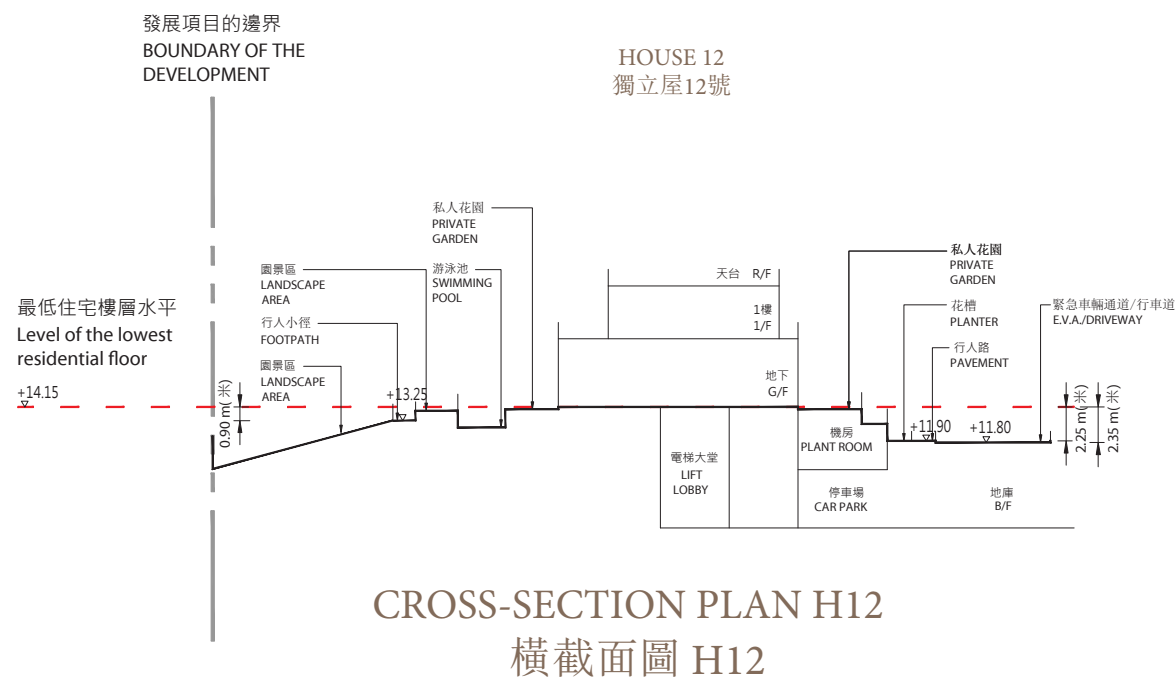 發展項目的邊界
BOUNDARY OF THE
DEVELOPMENT
HOUSE 12
獨立屋12號
私人花園
PRIVATE
GARDEN
園景區
LANDSCAPE
AREA
游泳池
SWIMMING
POOL
天台 R/F
私人花園
PRIVATE
GARDEN
最低住宅樓層水平
Level of the lowest
residential floor
行人小徑
FOOTPATH
1樓
1/F
花槽
PLANTER
緊急車輛通道/行車道
E.V.A./DRIVEWAY
行人路
PAVEMENT
園景區
LANDSCAPE
AREA
地下
G/F
+14.15
0.90 m(米)
+13.25
+11.90
+11.80
2.25 m(米)
2.35 m(米)
電梯大堂
LIFT
LOBBY
機房
PLANT ROOM
停車場
CAR PARK
地庫
B/F
CROSS-SECTION PLAN H12
橫截面圖 H12